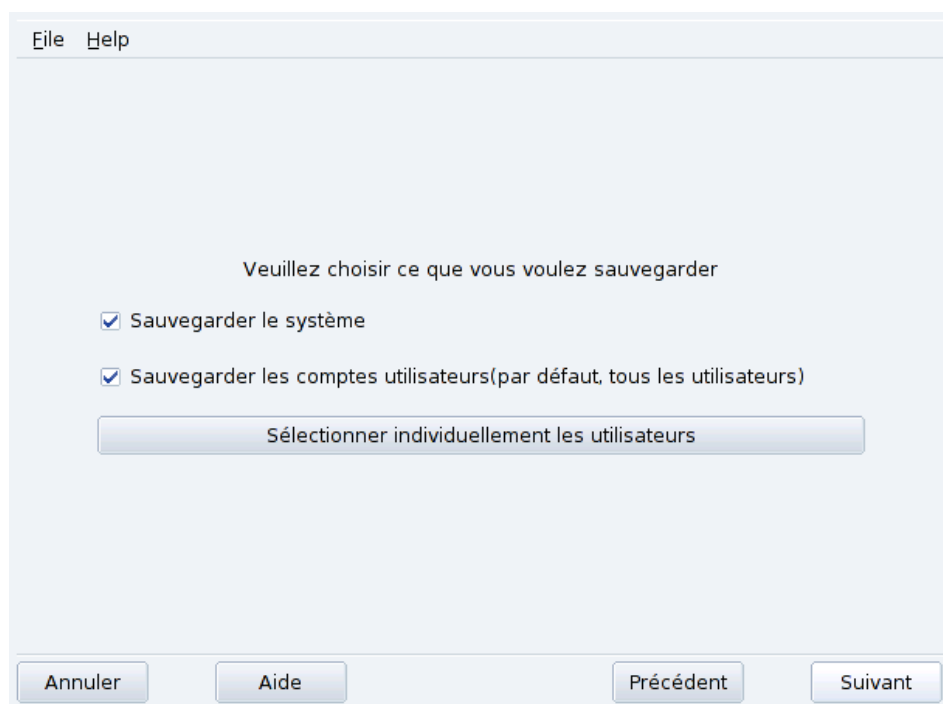 File Help
Veuillez choisir ce que vous voulez sauvegarder
Sauvegarder le système
Sauvegarder les comptes utilisateurs(par défaut, tous les utilisateurs)
Sélectionner individuellement les utilisateurs
Annuler Aide Précédent Suivant